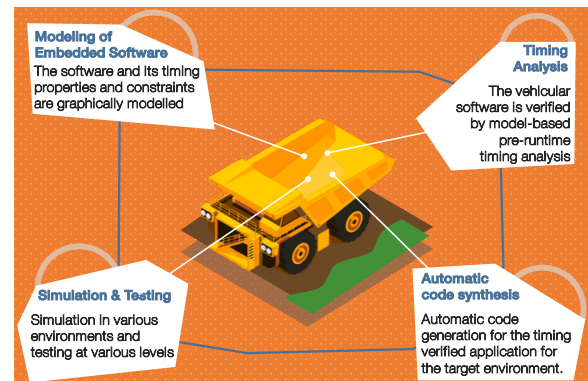 Modeling of
Embedded Software
The software and its timing
properties and constraints
are graphically modelled
Timing
Analysis
The vehicular
software is verified
by model-based
pre-runtime
timing analysis
Simulation & Testing
Simulation in various
environments and
testing at various levels
Automatic
code synthesis
Automatic code
generation for the timing
verified application for
the target environment.